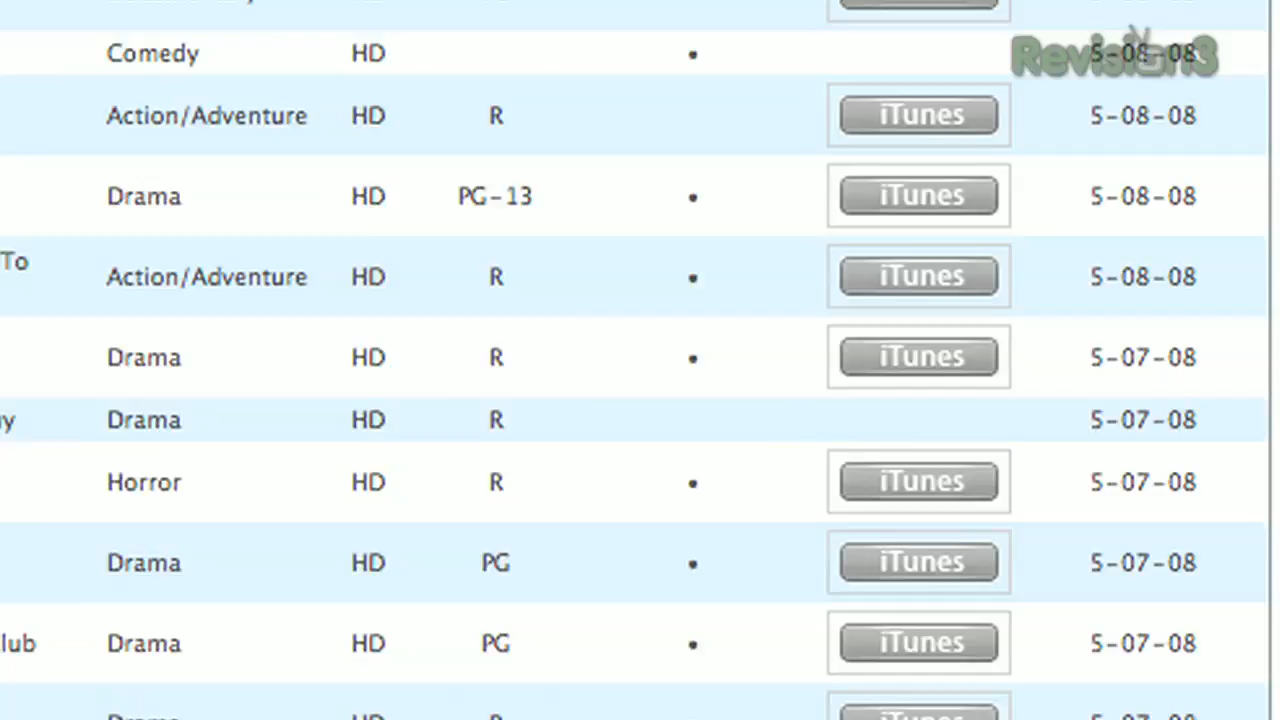 Comedy HD • 5-08-08
Revision3
Action/Adventure HD R iTunes 5-08-08
Drama HD PG-13 • iTunes 5-08-08
To
Action/Adventure HD R • iTunes 5-08-08
Drama HD R • iTunes 5-07-08
Drama HD R 5-07-08
Horror HD R • iTunes 5-07-08
Drama HD PG • iTunes 5-07-08
Drama HD PG • iTunes 5-07-08